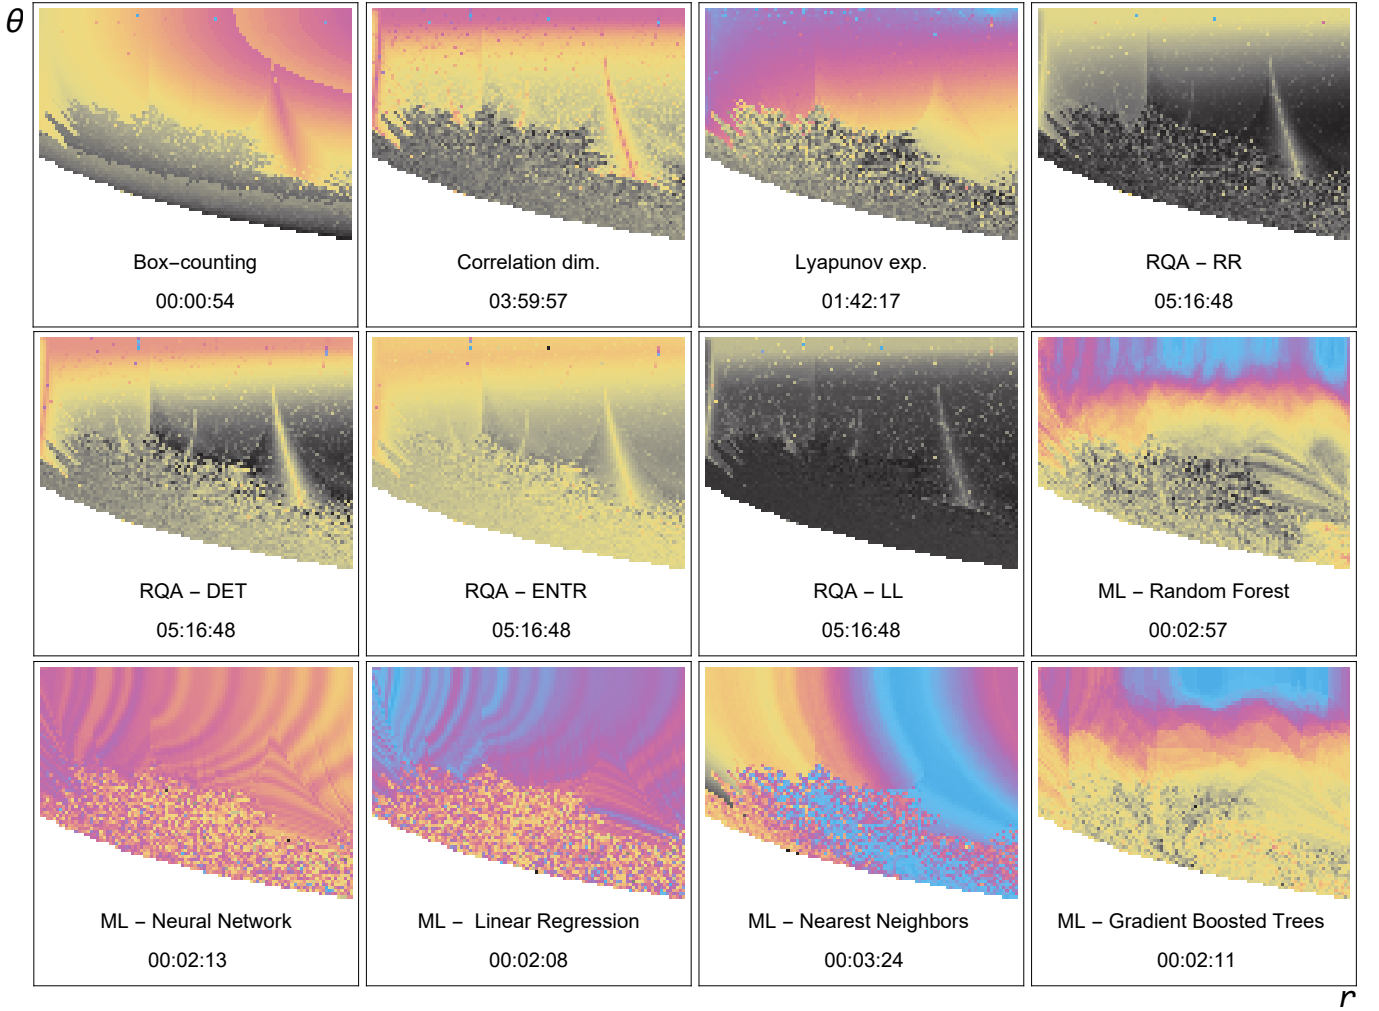 θ
Box−counting
00:00:54
Correlation dim.
03:59:57
Lyapunov exp.
01:42:17
RQA − RR
05:16:48
RQA − DET
05:16:48
RQA − ENTR
05:16:48
RQA − LL
05:16:48
ML − Random Forest
00:02:57
ML − Neural Network
00:02:13
ML − Linear Regression
00:02:08
ML − Nearest Neighbors
00:03:24
ML − Gradient Boosted Trees
00:02:11
r